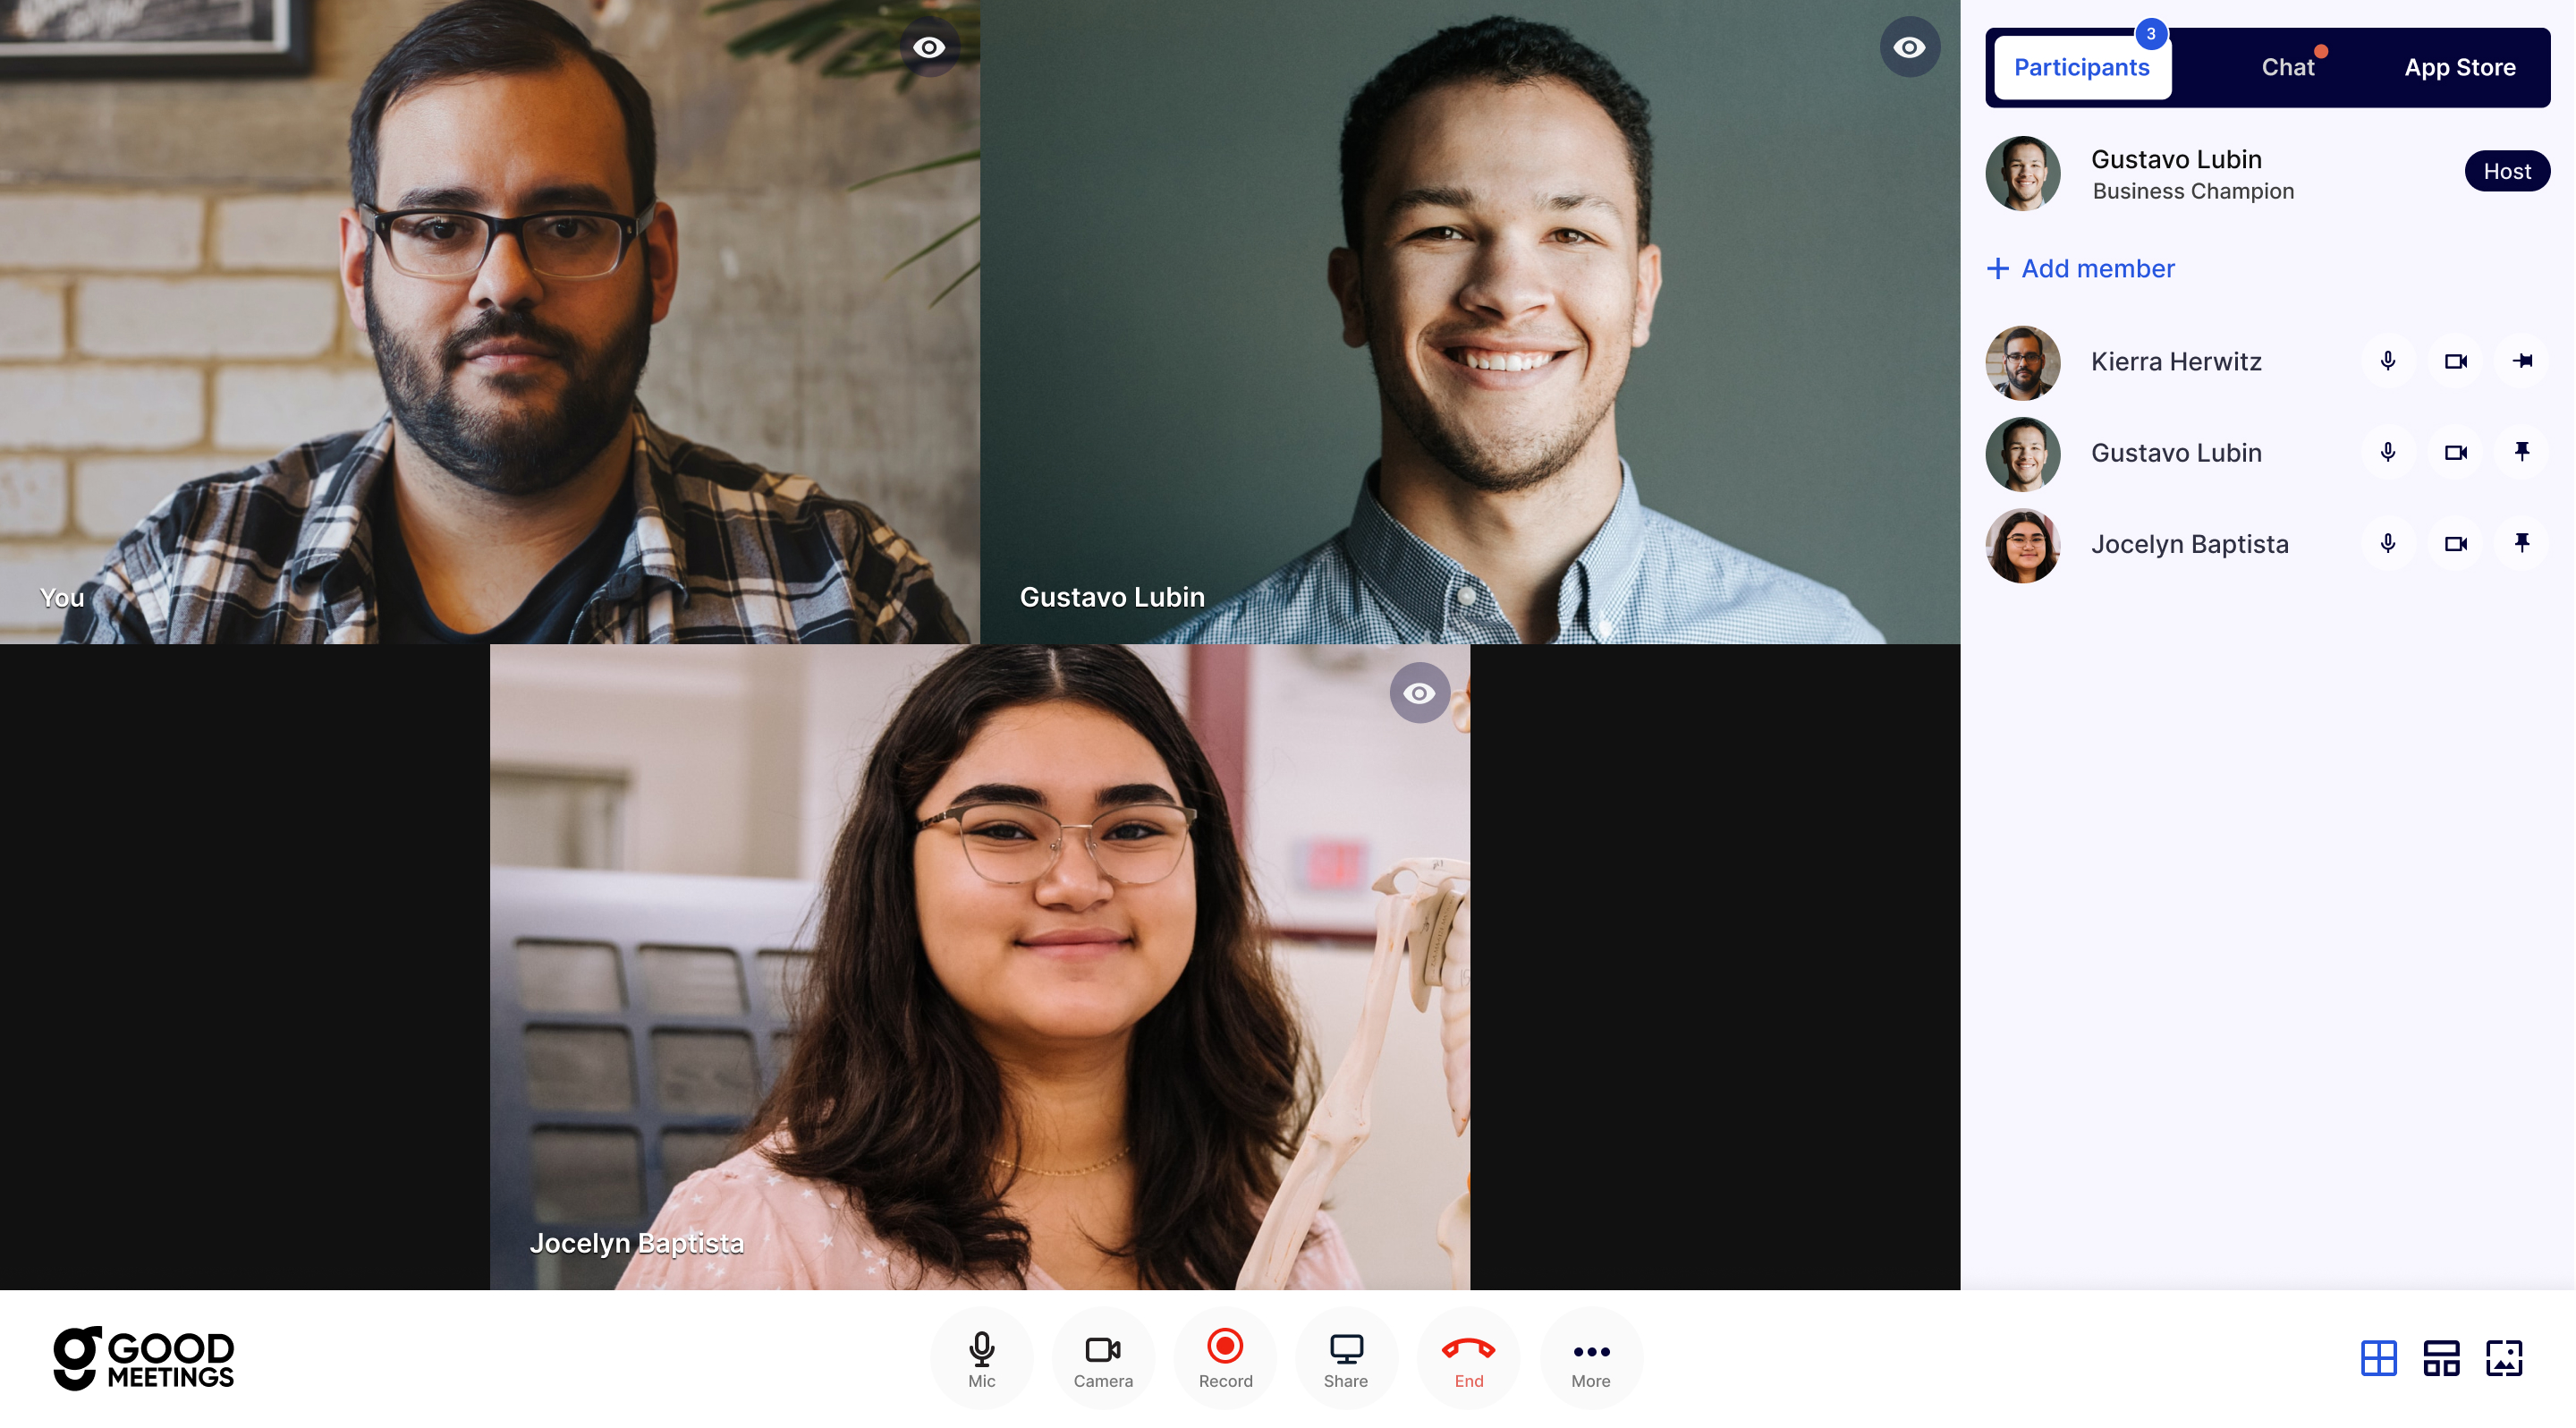 3
Participants
Chat
App Store
Gustavo Lubin
Business Champion
Host
+ Add member
Kierra Herwitz
Gustavo Lubin
Jocelyn Baptista
You
Gustavo Lubin
Jocelyn Baptista
GOOD
MEETINGS
Mic
Camera
Record
Share
End
More